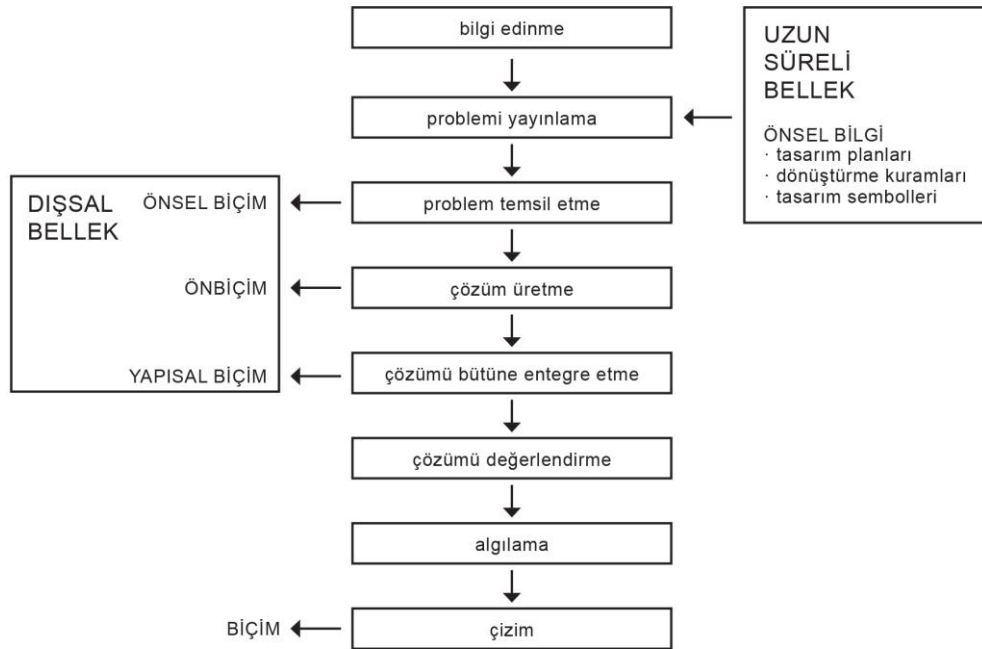 bilgi edinme
UZUN
SÜRELİ
BELLEK
problemi yayınlama
ÖNSEL BİLGİ
· tasarım planları
· dönüştürme kuramları
· tasarım sembolleri
DIŞSAL
BELLEK
ÖNSEL BİÇİM
problem temsil etme
ÖNBİÇİM
çözüm üretme
YAPISAL BİÇİM
çözümü bütüne entegre etme
çözümü değerlendirme
algılama
BİÇİM
çizim